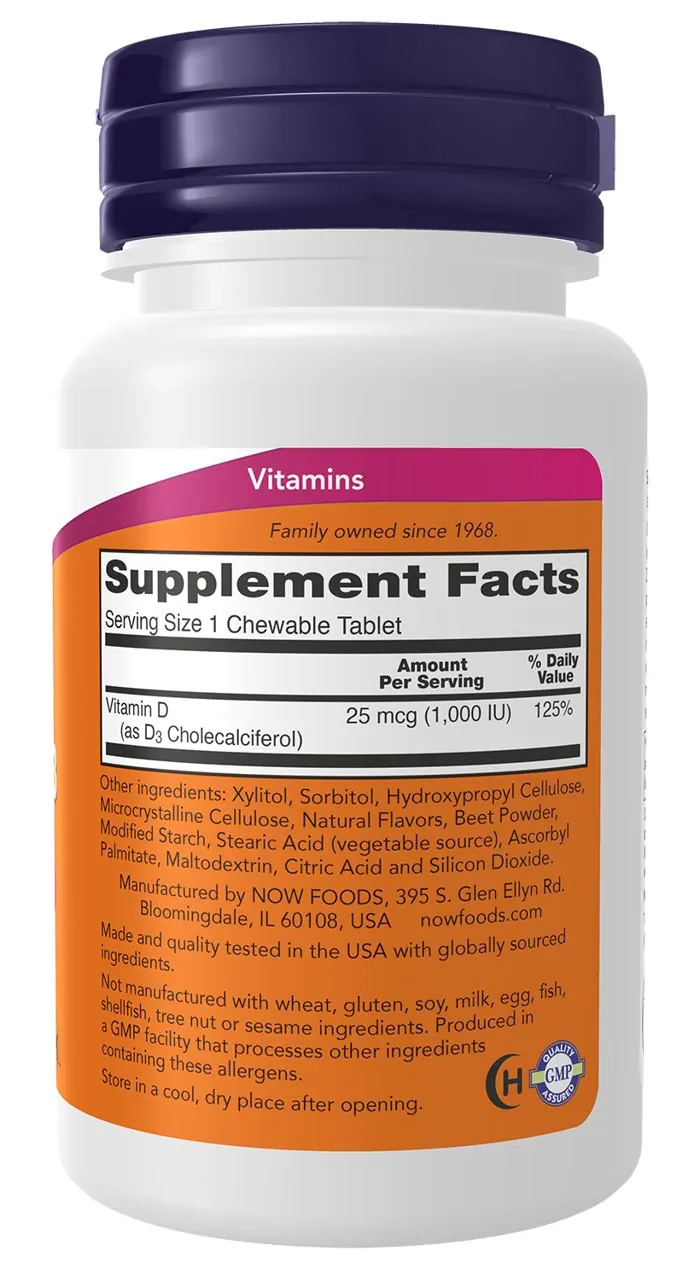 Vitamins
Family owned since 1968.
Supplement Facts
Serving Size 1 Chewable Tablet
Amount
Per Serving
% Daily
Value
Vitamin D
(as D₃ Cholecalciferol)
25 mcg (1,000 IU)
125%
Other ingredients: Xylitol, Sorbitol, Hydroxypropyl Cellulose,
Microcrystalline Cellulose, Natural Flavors, Beet Powder,
Modified Starch, Stearic Acid (vegetable source), Ascorbyl
Palmitate, Maltodextrin, Citric Acid and Silicon Dioxide.
Manufactured by NOW FOODS, 395 S. Glen Ellyn Rd.
Bloomingdale, IL 60108, USA nowfoods.com
Made and quality tested in the USA with globally sourced
ingredients.
Not manufactured with wheat, gluten, soy, milk, egg, fish,
shellfish, tree nut or sesame ingredients. Produced in
a GMP facility that processes other ingredients
containing these allergens.
Store in a cool, dry place after opening.
H
QUALITY
GMP
ASSURED